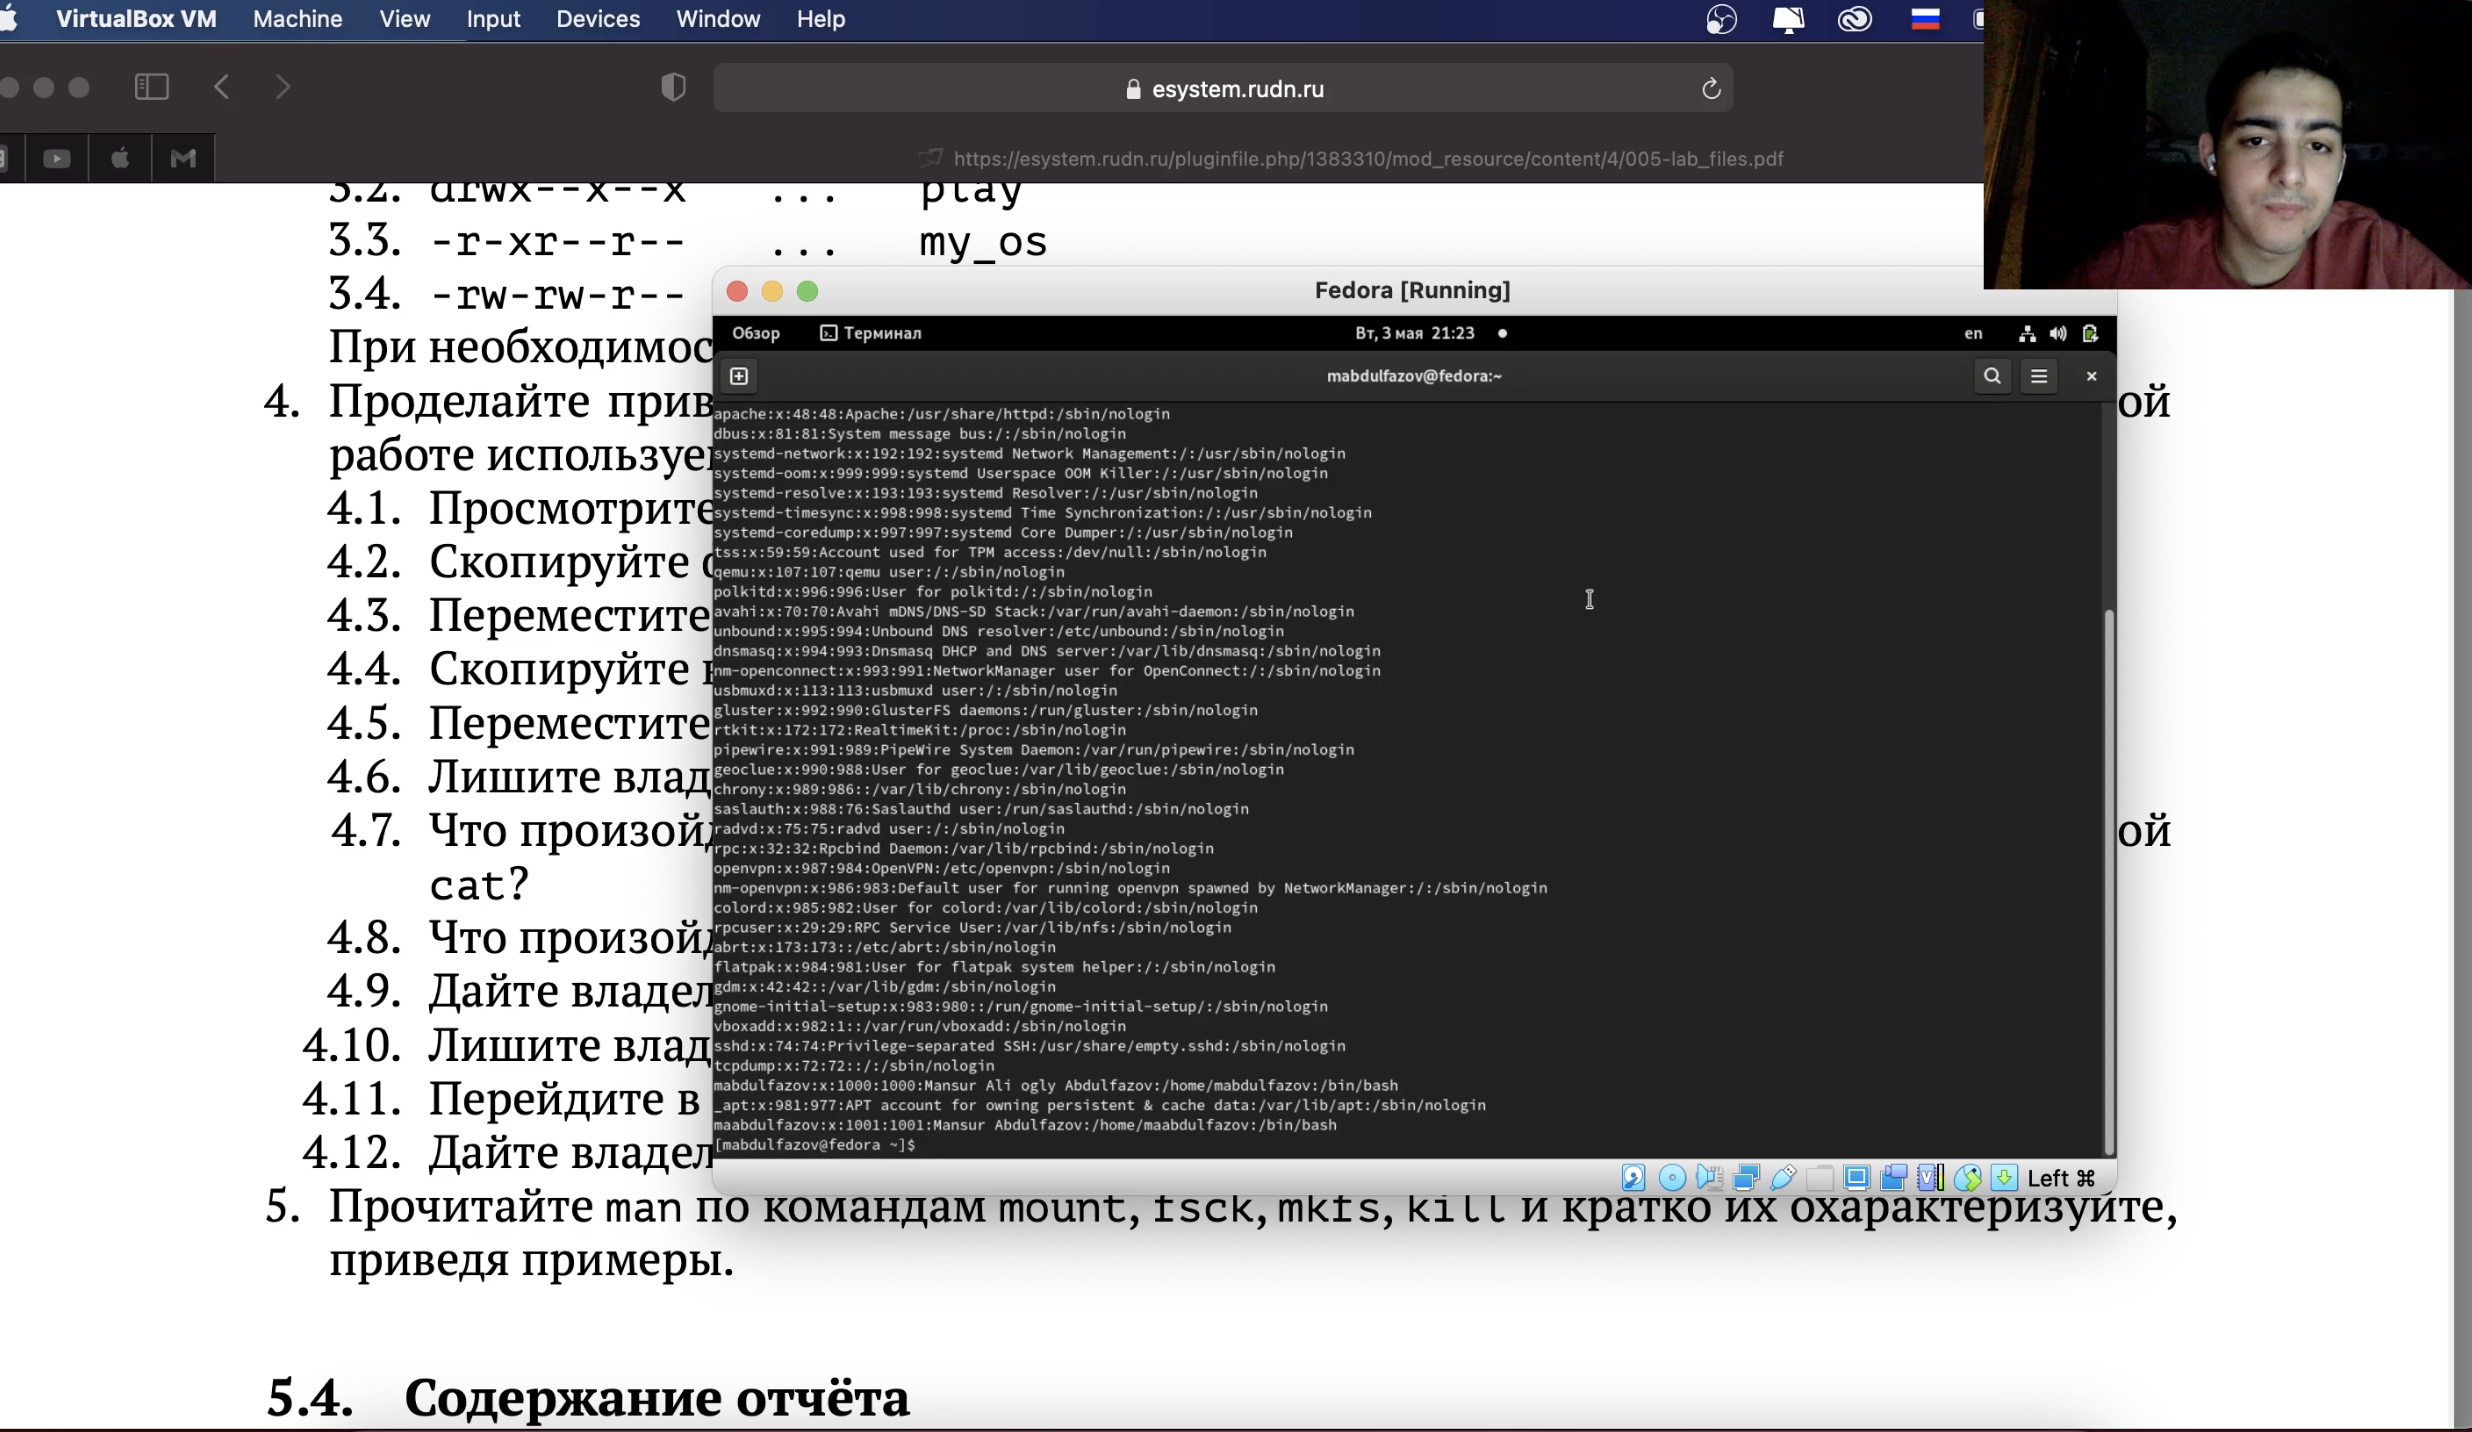 VirtualBox VM Machine View Input Devices Window Help
esystem.rudn.ru
https://esystem.rudn.ru/pluginfile.php/1383310/mod_resource/content/4/005-lab_files.pdf
3.2. drwx--x--x ... play
3.3. -r-xr--r-- ... my_os
3.4. -rw-rw-r--
При необходимос
4. Проделайте прив
ой
работе используе
4.1. Просмотрите
4.2. Скопируйте
4.3. Переместите
4.4. Скопируйте
4.5. Переместите
4.6. Лишите влад
4.7. Что произой
ой
cat?
4.8. Что произой
4.9. Дайте владел
4.10. Лишите влад
4.11. Перейдите в
4.12. Дайте владел
5. Прочитайте man по командам mount, fsck, mkfs, kill и кратко их охарактеризуйте,
приведя примеры.
5.4. Содержание отчёта
Fedora [Running]
Обзор Терминал Вт, 3 мая 21:23 en
mabdulfazov@fedora:~
apache:x:48:48:Apache:/usr/share/httpd:/sbin/nologin
dbus:x:81:81:System message bus:/:/sbin/nologin
systemd-network:x:192:192:systemd Network Management:/:/usr/sbin/nologin
systemd-oom:x:999:999:systemd Userspace OOM Killer:/:/usr/sbin/nologin
systemd-resolve:x:193:193:systemd Resolver:/:/usr/sbin/nologin
systemd-timesync:x:998:998:systemd Time Synchronization:/:/usr/sbin/nologin
systemd-coredump:x:997:997:systemd Core Dumper:/:/usr/sbin/nologin
tss:x:59:59:Account used for TPM access:/dev/null:/sbin/nologin
qemu:x:107:107:qemu user:/:/sbin/nologin
polkitd:x:996:996:User for polkitd:/:/sbin/nologin
avahi:x:70:70:Avahi mDNS/DNS-SD Stack:/var/run/avahi-daemon:/sbin/nologin
unbound:x:995:994:Unbound DNS resolver:/etc/unbound:/sbin/nologin
dnsmasq:x:994:993:Dnsmasq DHCP and DNS server:/var/lib/dnsmasq:/sbin/nologin
nm-openconnect:x:993:991:NetworkManager user for OpenConnect:/:/sbin/nologin
usbmuxd:x:113:113:usbmuxd user:/:/sbin/nologin
gluster:x:992:990:GlusterFS daemons:/run/gluster:/sbin/nologin
rtkit:x:172:172:RealtimeKit:/proc:/sbin/nologin
pipewire:x:991:989:PipeWire System Daemon:/var/run/pipewire:/sbin/nologin
geoclue:x:990:988:User for geoclue:/var/lib/geoclue:/sbin/nologin
chrony:x:989:986::/var/lib/chrony:/sbin/nologin
saslauth:x:988:76:Saslauthd user:/run/saslauthd:/sbin/nologin
radvd:x:75:75:radvd user:/:/sbin/nologin
rpc:x:32:32:Rpcbind Daemon:/var/lib/rpcbind:/sbin/nologin
openvpn:x:987:984:OpenVPN:/etc/openvpn:/sbin/nologin
nm-openvpn:x:986:983:Default user for running openvpn spawned by NetworkManager:/:/sbin/nologin
colord:x:985:982:User for colord:/var/lib/colord:/sbin/nologin
rpcuser:x:29:29:RPC Service User:/var/lib/nfs:/sbin/nologin
abrt:x:173:173::/etc/abrt:/sbin/nologin
flatpak:x:984:981:User for flatpak system helper:/:/sbin/nologin
gdm:x:42:42::/var/lib/gdm:/sbin/nologin
gnome-initial-setup:x:983:980::/run/gnome-initial-setup/:/sbin/nologin
vboxadd:x:982:1::/var/run/vboxadd:/sbin/nologin
sshd:x:74:74:Privilege-separated SSH:/usr/share/empty.sshd:/sbin/nologin
tcpdump:x:72:72::/:/sbin/nologin
mabdulfazov:x:1000:1000:Mansur Ali ogly Abdulfazov:/home/mabdulfazov:/bin/bash
_apt:x:981:977:APT account for owning persistent & cache data:/var/lib/apt:/sbin/nologin
maabdulfazov:x:1001:1001:Mansur Abdulfazov:/home/maabdulfazov:/bin/bash
[mabdulfazov@fedora ~]$
Left ⌘